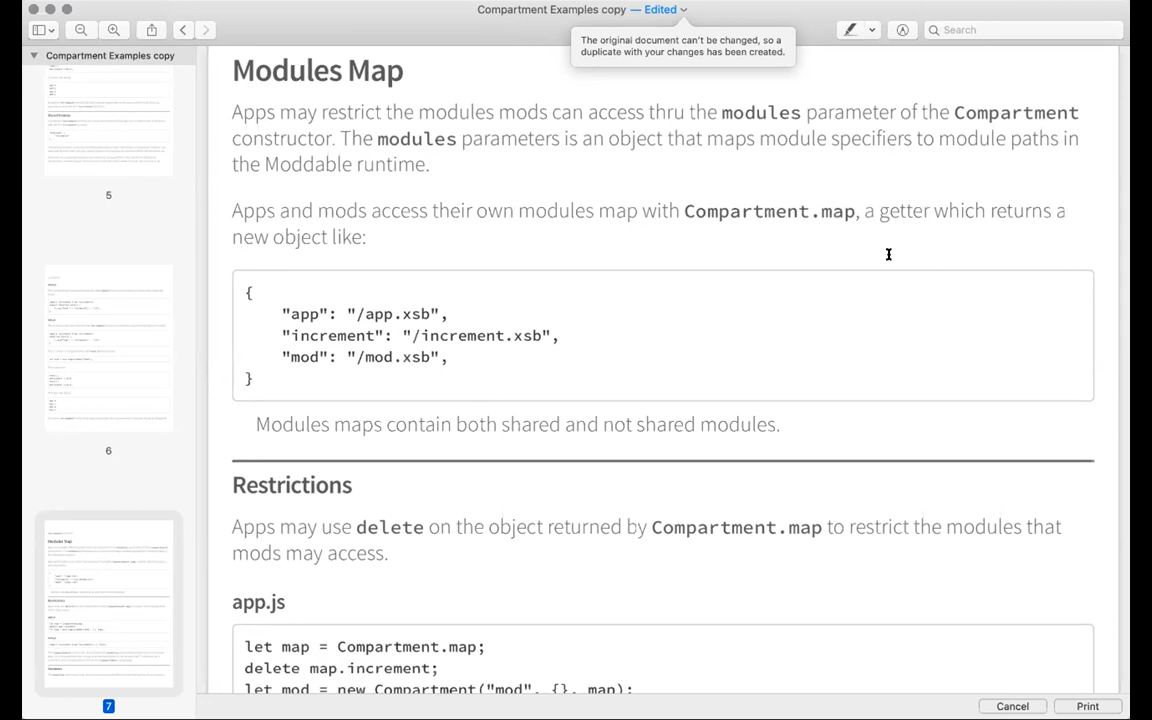 Compartment Examples copy — Edited
The original document can't be changed, so a
duplicate with your changes has been created.
Search
Compartment Examples copy
5
6
7
Modules Map
Apps may restrict the modules mods can access thru the modules parameter of the Compartment
constructor. The modules parameters is an object that maps module specifiers to module paths in
the Moddable runtime.
Apps and mods access their own modules map with Compartment.map, a getter which returns a
new object like:
{
"app": "/app.xsb",
"increment": "/increment.xsb",
"mod": "/mod.xsb",
}
Modules maps contain both shared and not shared modules.
Restrictions
Apps may use delete on the object returned by Compartment.map to restrict the modules that
mods may access.
app.js
let map = Compartment.map;
delete map.increment;
let mod = new Compartment("mod", {}, map);
Cancel
Print